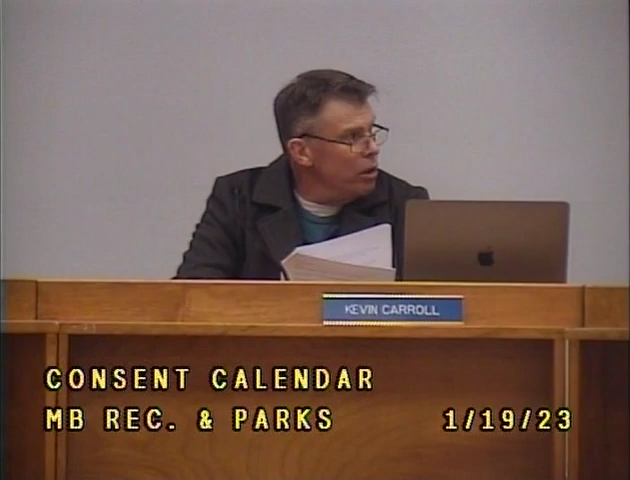 KEVIN CARROLL
CONSENT CALENDAR
MB REC. & PARKS 1/19/23